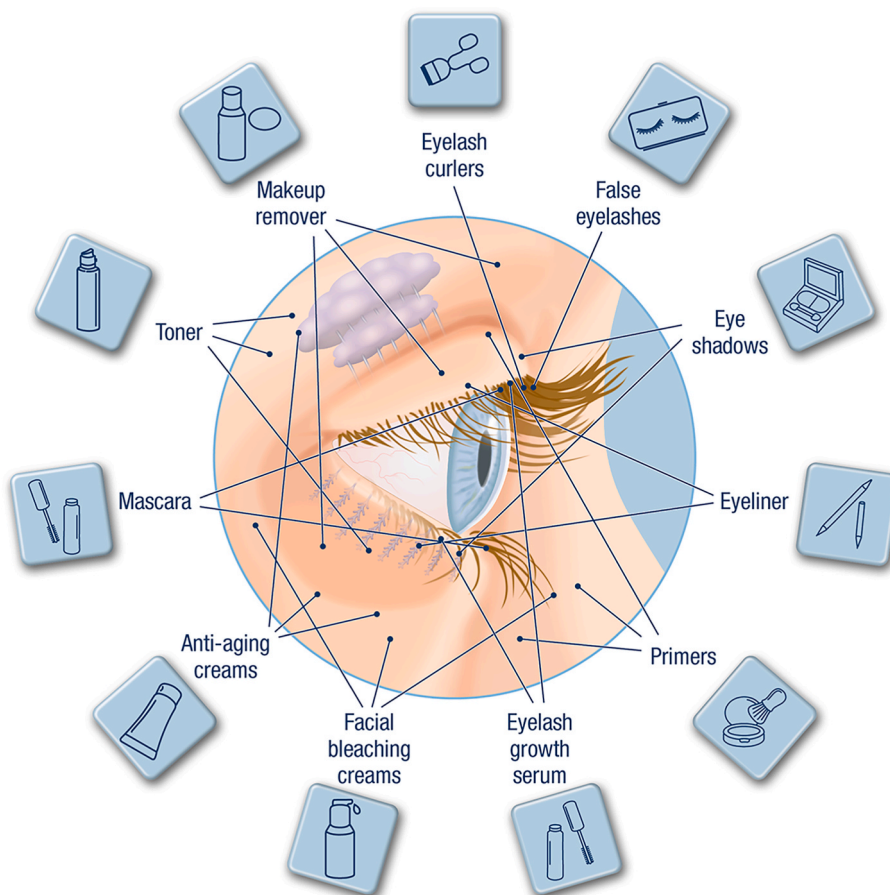 Eyelash
curlers
Makeup
remover
False
eyelashes
Toner
Eye
shadows
Mascara
Eyeliner
Anti-aging
creams
Primers
Facial
bleaching
creams
Eyelash
growth
serum